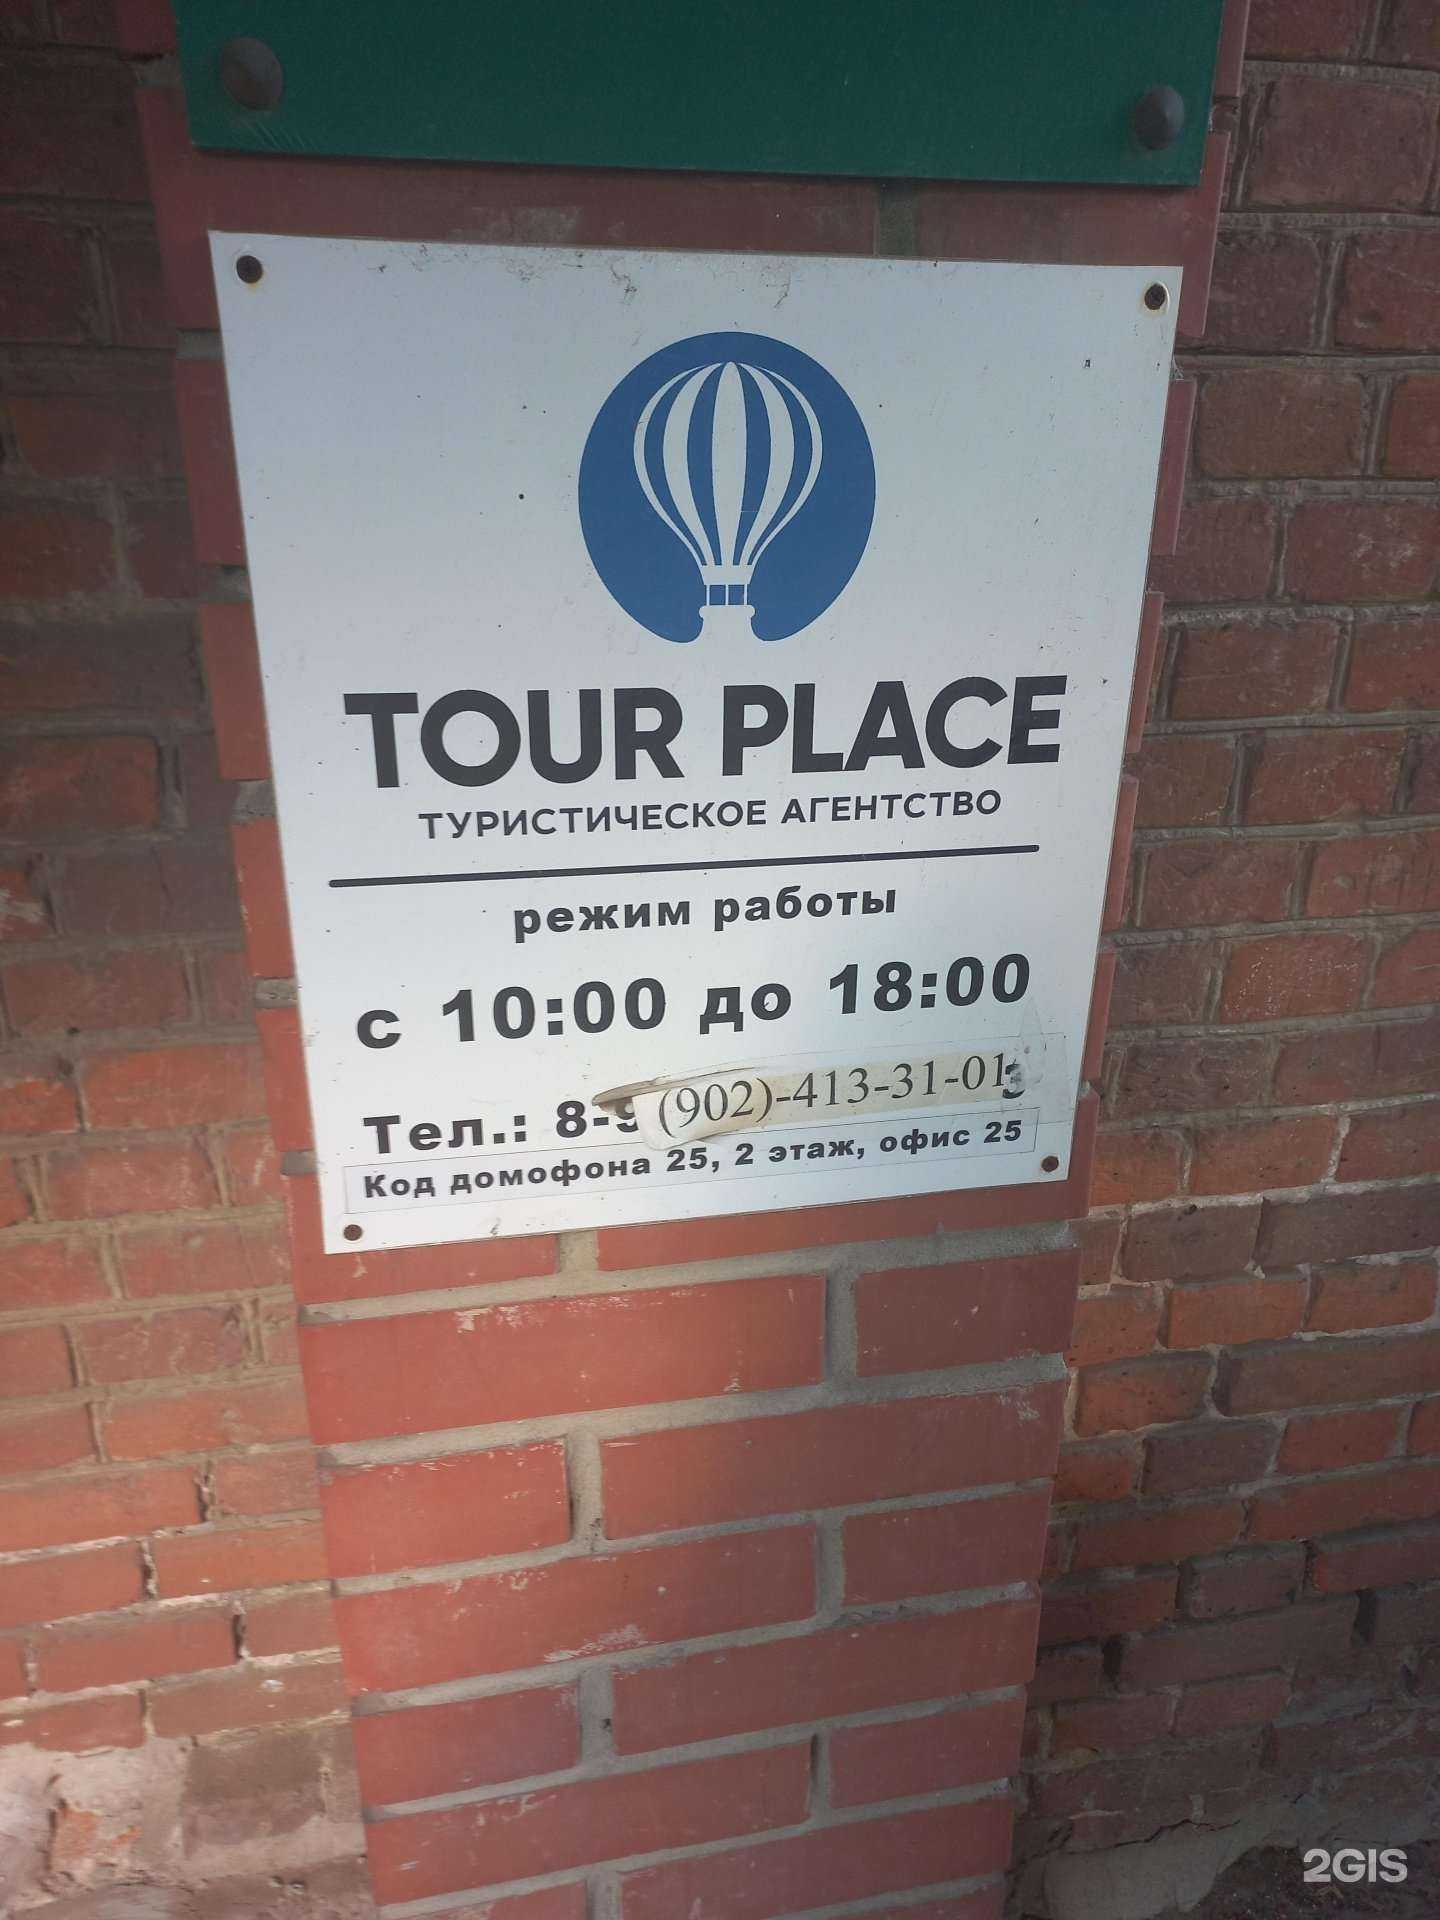 TOUR PLACE
ТУРИСТИЧЕСКОЕ АГЕНТСТВО
режим работы
с 10:00 до 18:00
Тел.: 8-9 (902)-413-31-01 3
Код домофона 25, 2 этаж, офис 25
2GIS